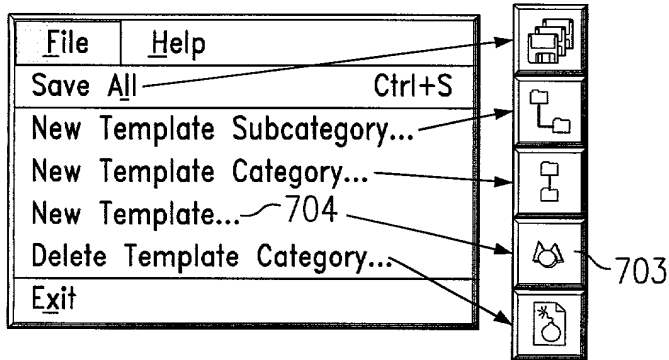 File Help
Save All Ctrl+S
New Template Subcategory...
New Template Category...
New Template... 704
Delete Template Category... 703
Exit